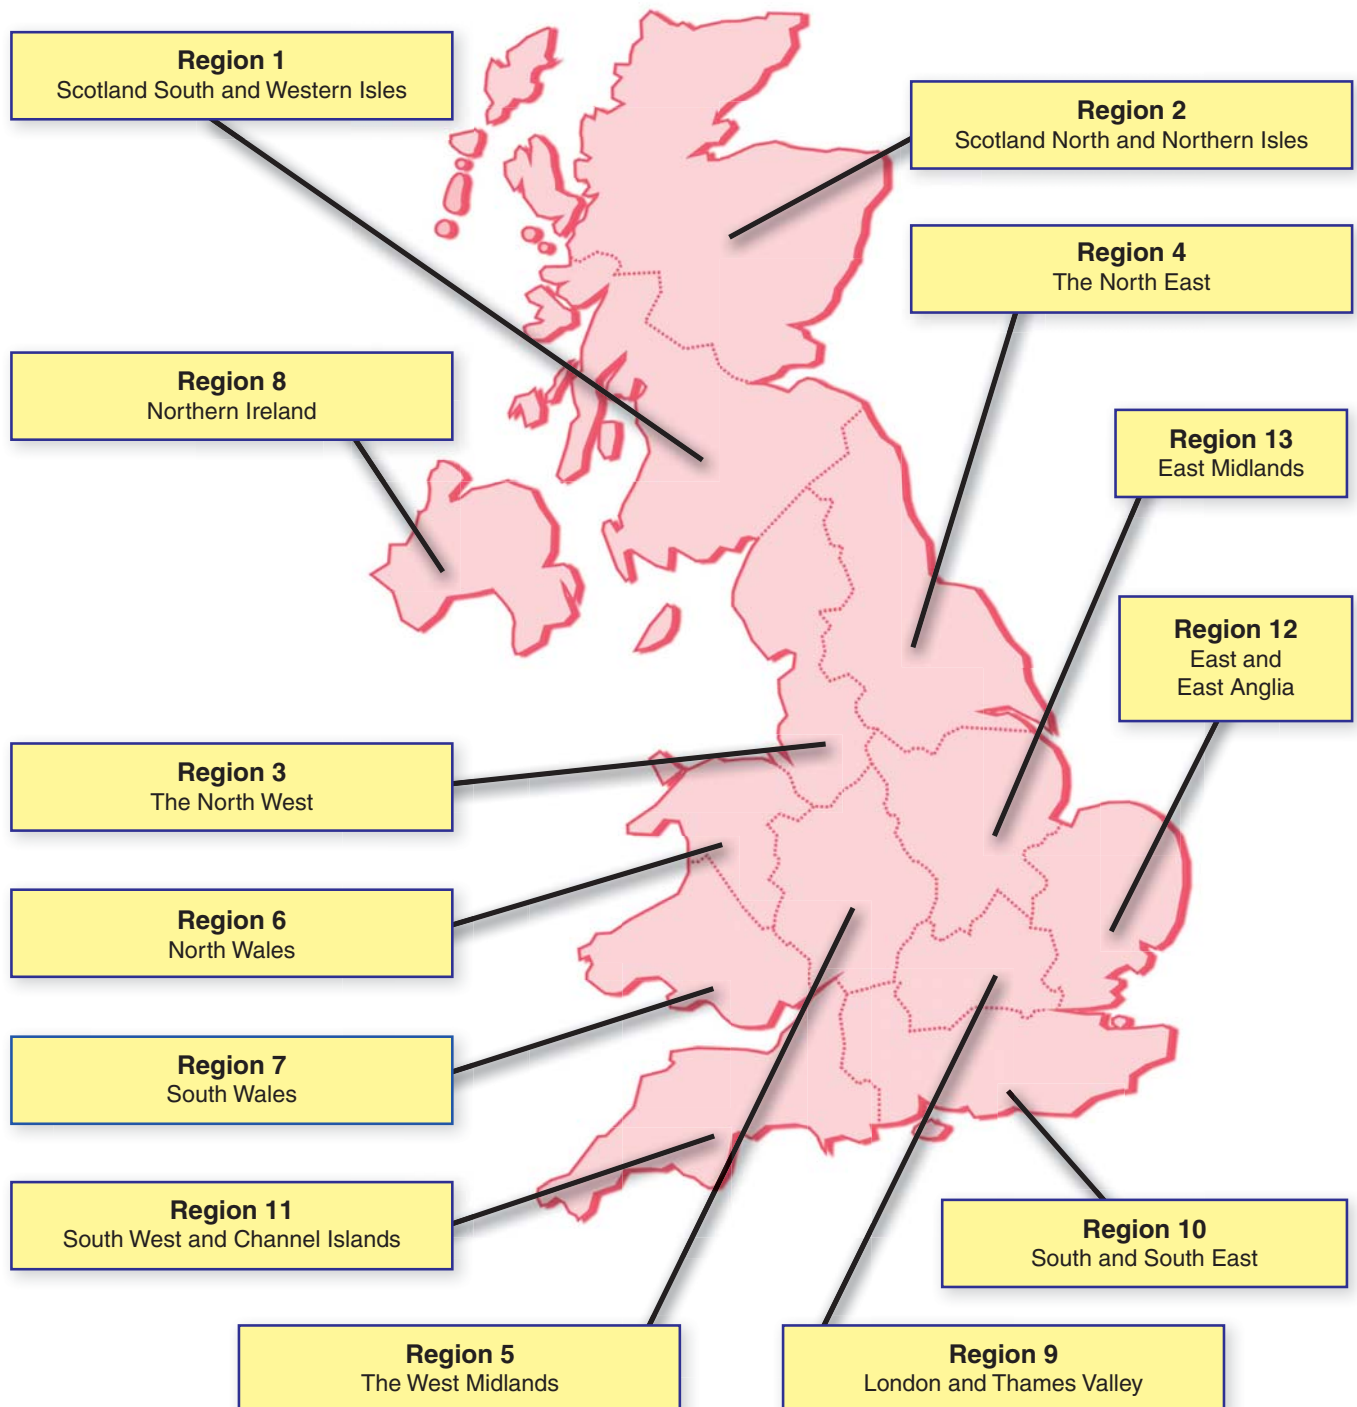 Region 1
Scotland South and Western Isles
Region 2
Scotland North and Northern Isles
Region 4
The North East
Region 8
Northern Ireland
Region 13
East Midlands
Region 12
East and
East Anglia
Region 3
The North West
Region 6
North Wales
Region 7
South Wales
Region 11
South West and Channel Islands
Region 10
South and South East
Region 5
The West Midlands
Region 9
London and Thames Valley